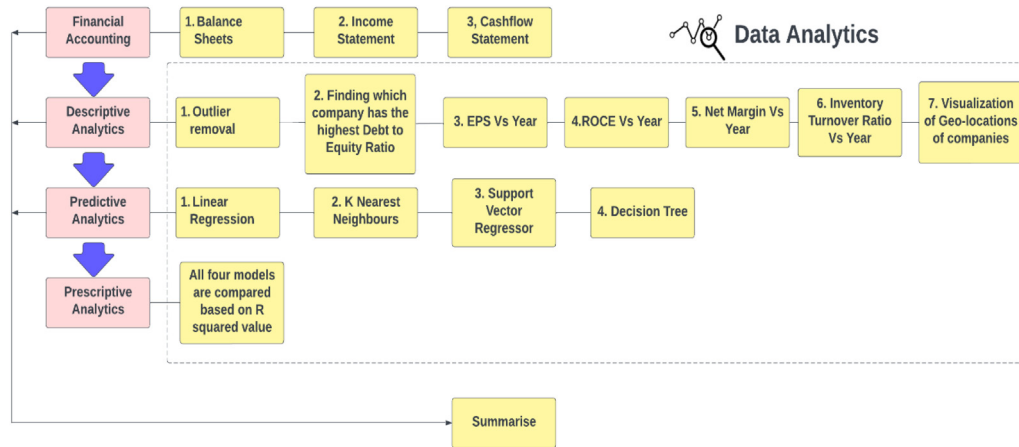 Financial
Accounting
1. Balance
Sheets
2. Income
Statement
3, Cashflow
Statement
Data Analytics
Descriptive
Analytics
1. Outlier
removal
2. Finding which
company has the
highest Debt to
Equity Ratio
3. EPS Vs Year
4.ROCE Vs Year
5. Net Margin Vs
Year
6. Inventory
Turnover Ratio
Vs Year
7. Visualization
of Geo-locations
of companies
Predictive
Analytics
1. Linear
Regression
2. K Nearest
Neighbours
3. Support
Vector
Regressor
4. Decision Tree
Prescriptive
Analytics
All four models
are compared
based on R
squared value
Summarise